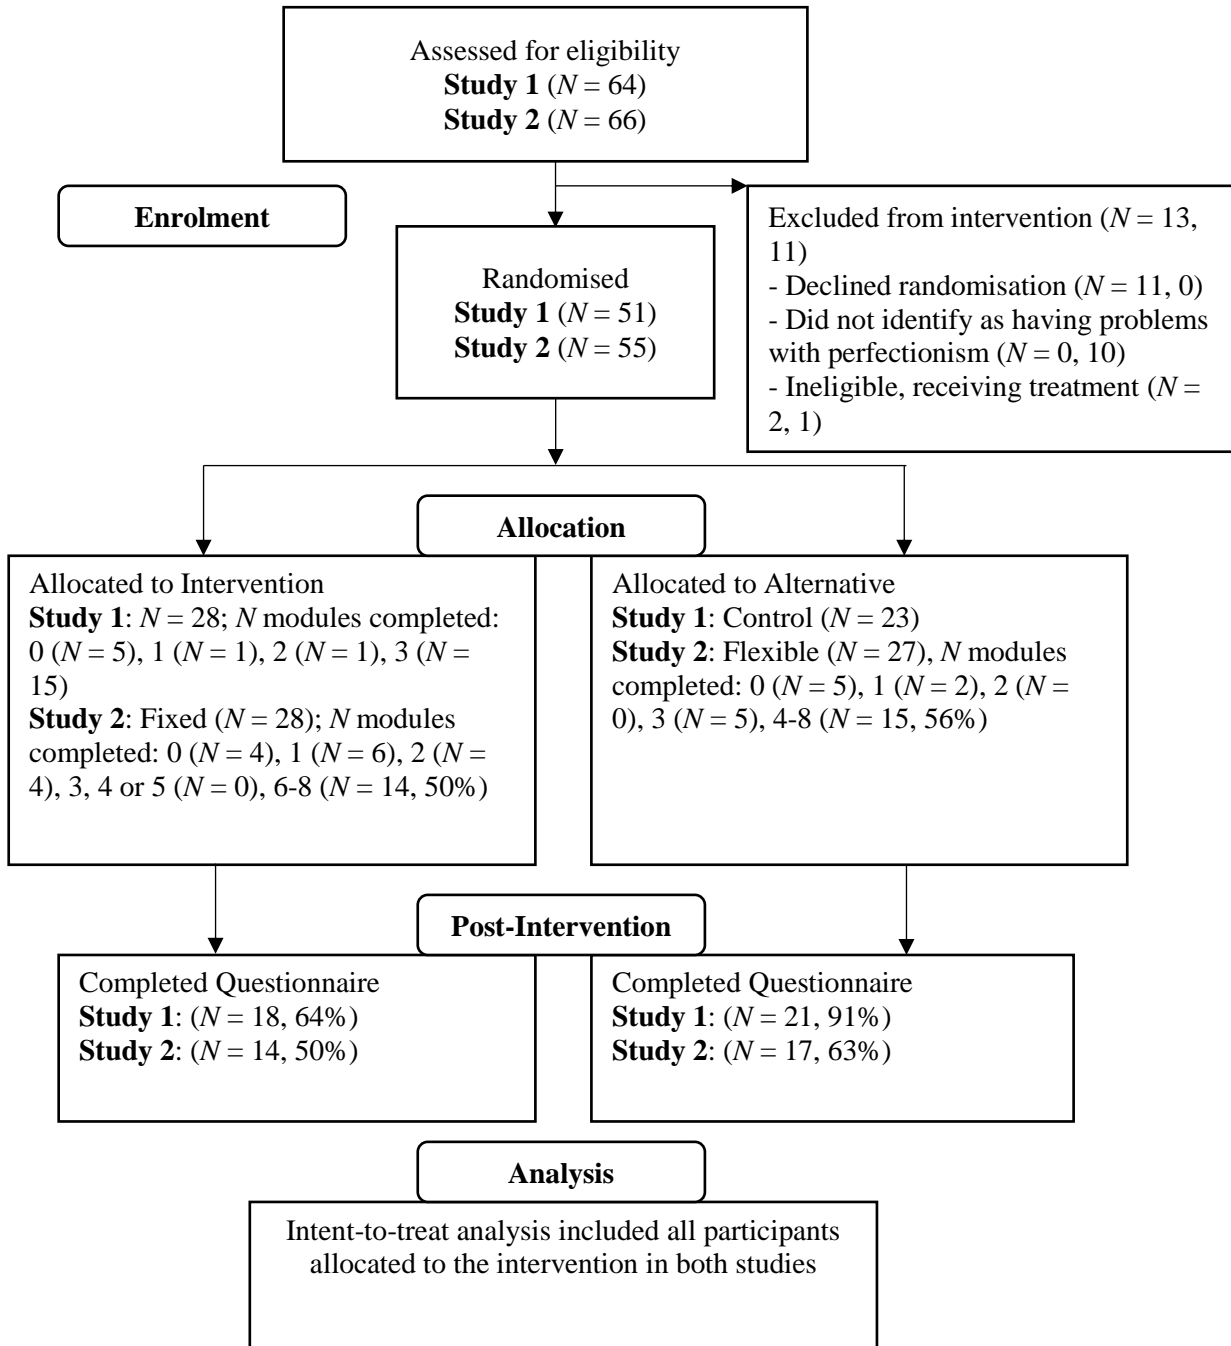 Assessed for eligibility
Study 1 (N = 64)
Study 2 (N = 66)
Enrolment
Excluded from intervention (N = 13,
11)
- Declined randomisation (N = 11, 0)
- Did not identify as having problems
with perfectionism (N = 0, 10)
- Ineligible, receiving treatment (N =
2, 1)
Randomised
Study 1 (N = 51)
Study 2 (N = 55)
Allocation
Allocated to Intervention
Study 1: N = 28; N modules completed:
0 (N = 5), 1 (N = 1), 2 (N = 1), 3 (N =
15)
Study 2: Fixed (N = 28); N modules
completed: 0 (N = 4), 1 (N = 6), 2 (N =
4), 3, 4 or 5 (N = 0), 6-8 (N = 14, 50%)
Allocated to Alternative
Study 1: Control (N = 23)
Study 2: Flexible (N = 27), N modules
completed: 0 (N = 5), 1 (N = 2), 2 (N =
0), 3 (N = 5), 4-8 (N = 15, 56%)
Post-Intervention
Completed Questionnaire
Study 1: (N = 18, 64%)
Study 2: (N = 14, 50%)
Completed Questionnaire
Study 1: (N = 21, 91%)
Study 2: (N = 17, 63%)
Analysis
Intent-to-treat analysis included all participants
allocated to the intervention in both studies